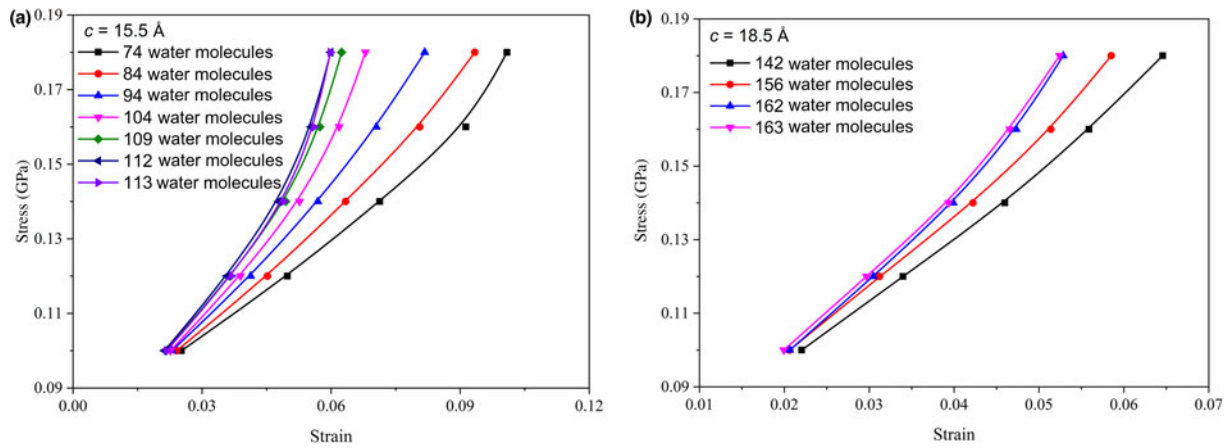 (a)
c = 15.5 Å
74 water molecules
84 water molecules
94 water molecules
104 water molecules
109 water molecules
112 water molecules
113 water molecules
Stress (GPa)
0.19
0.17
0.15
0.13
0.11
0.09
0.00 0.03 0.06 0.09 0.12
Strain
(b)
c = 18.5 Å
142 water molecules
156 water molecules
162 water molecules
163 water molecules
Stress (GPa)
0.19
0.17
0.15
0.13
0.11
0.09
0.01 0.02 0.03 0.04 0.05 0.06 0.07
Strain